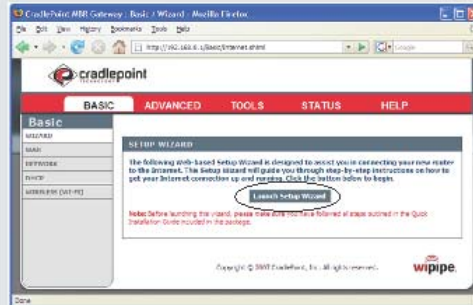 CradlePoint MBR Gateway : Basic / Wizard - Mozilla Firefox
File Edit View History Bookmarks Tools Help
http://192.168.0.1/Basic/Internet.shtml
Google
cradlepoint
TECHNOLOGY
BASIC ADVANCED TOOLS STATUS HELP
Basic
WIZARD
WAN
NETWORK
DHCP
WIRELESS (WI-FI)
SETUP WIZARD
The following Web-based Setup Wizard is designed to assist you in connecting your new router
to the Internet. This Setup Wizard will guide you through step-by-step instructions on how to
get your Internet connection up and running. Click the button below to begin.
Launch Setup Wizard
Note: Before launching this wizard, please make sure you have followed all steps outlined in the Quick
Installation Guide included in the package.
Copyright © 2007 CradlePoint, Inc. All rights reserved.
wipipe
Done